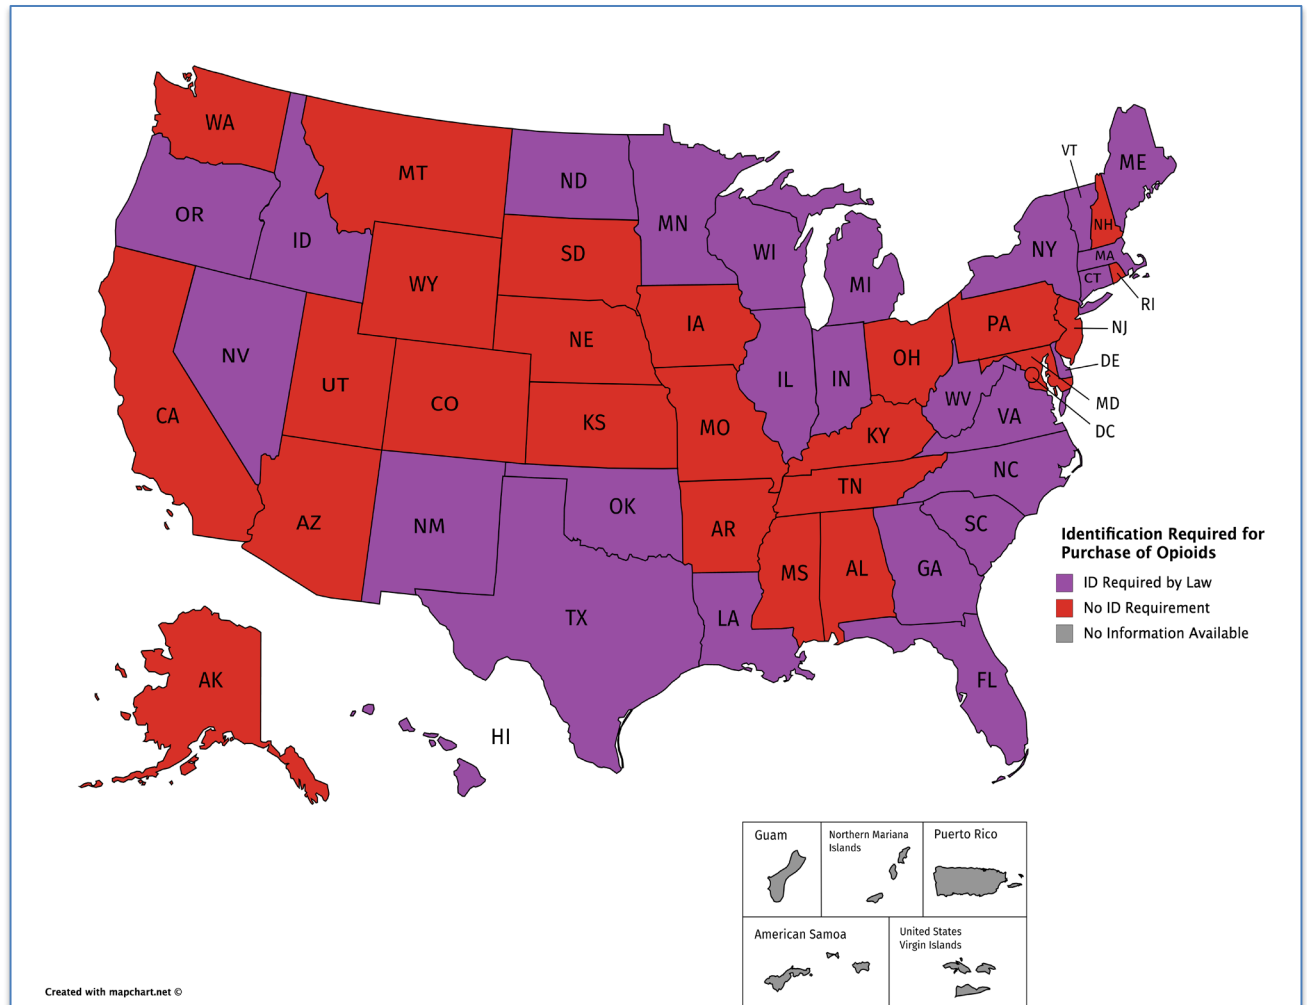 WA
MT
ND
MN
VT
ME
OR
ID
SD
WI
MI
NY
NH
MA
CT
RI
WY
IA
NE
PA
NJ
NV
UT
CO
IL
IN
OH
DE
MD
DC
CA
KS
MO
KY
WV
VA
AZ
NM
OK
AR
TN
NC
SC
MS
AL
GA
TX
LA
FL
AK
HI
Identification Required for
Purchase of Opioids
ID Required by Law
No ID Requirement
No Information Available
Guam
Northern Mariana
Islands
Puerto Rico
American Samoa
United States
Virgin Islands
Created with mapchart.net ©